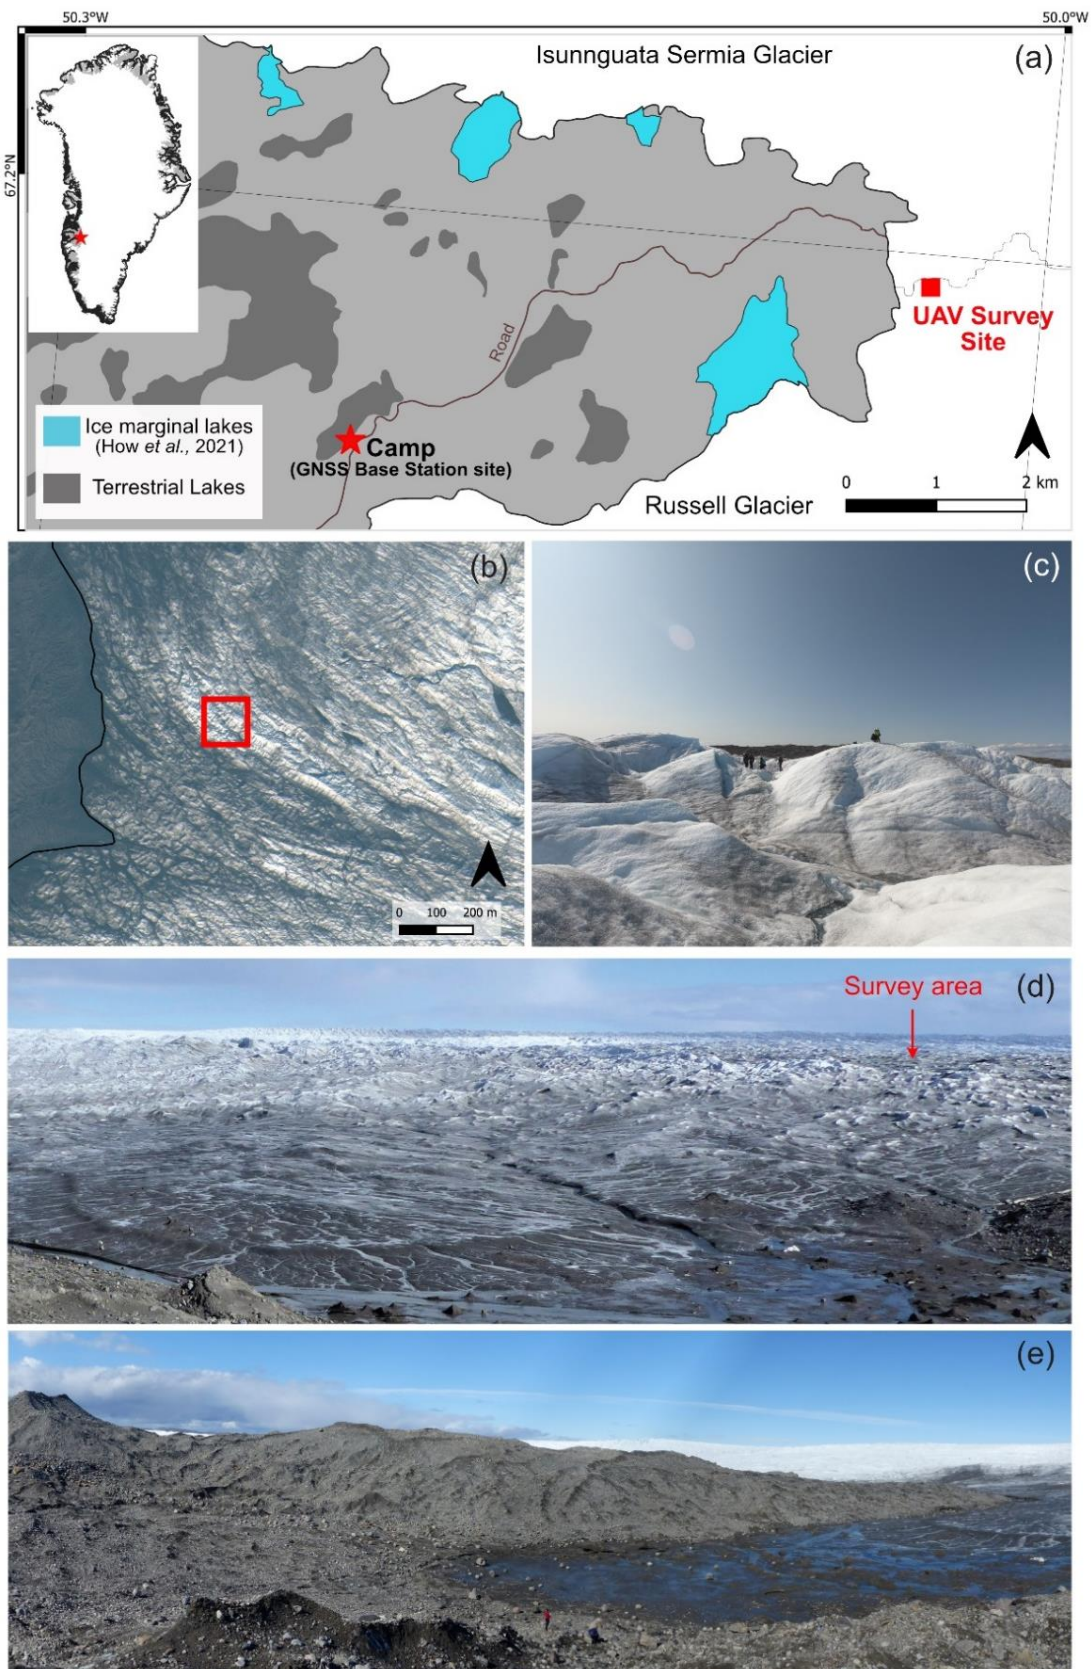 50.3°W
50.0°W
Isunnguata Sermia Glacier
(a)
67.2°N
UAV Survey
Site
Road
Ice marginal lakes
(How et al., 2021)
Terrestrial Lakes
Camp
(GNSS Base Station site)
Russell Glacier
0 1 2 km
(b)
0 100 200 m
(c)
Survey area
(d)
(e)